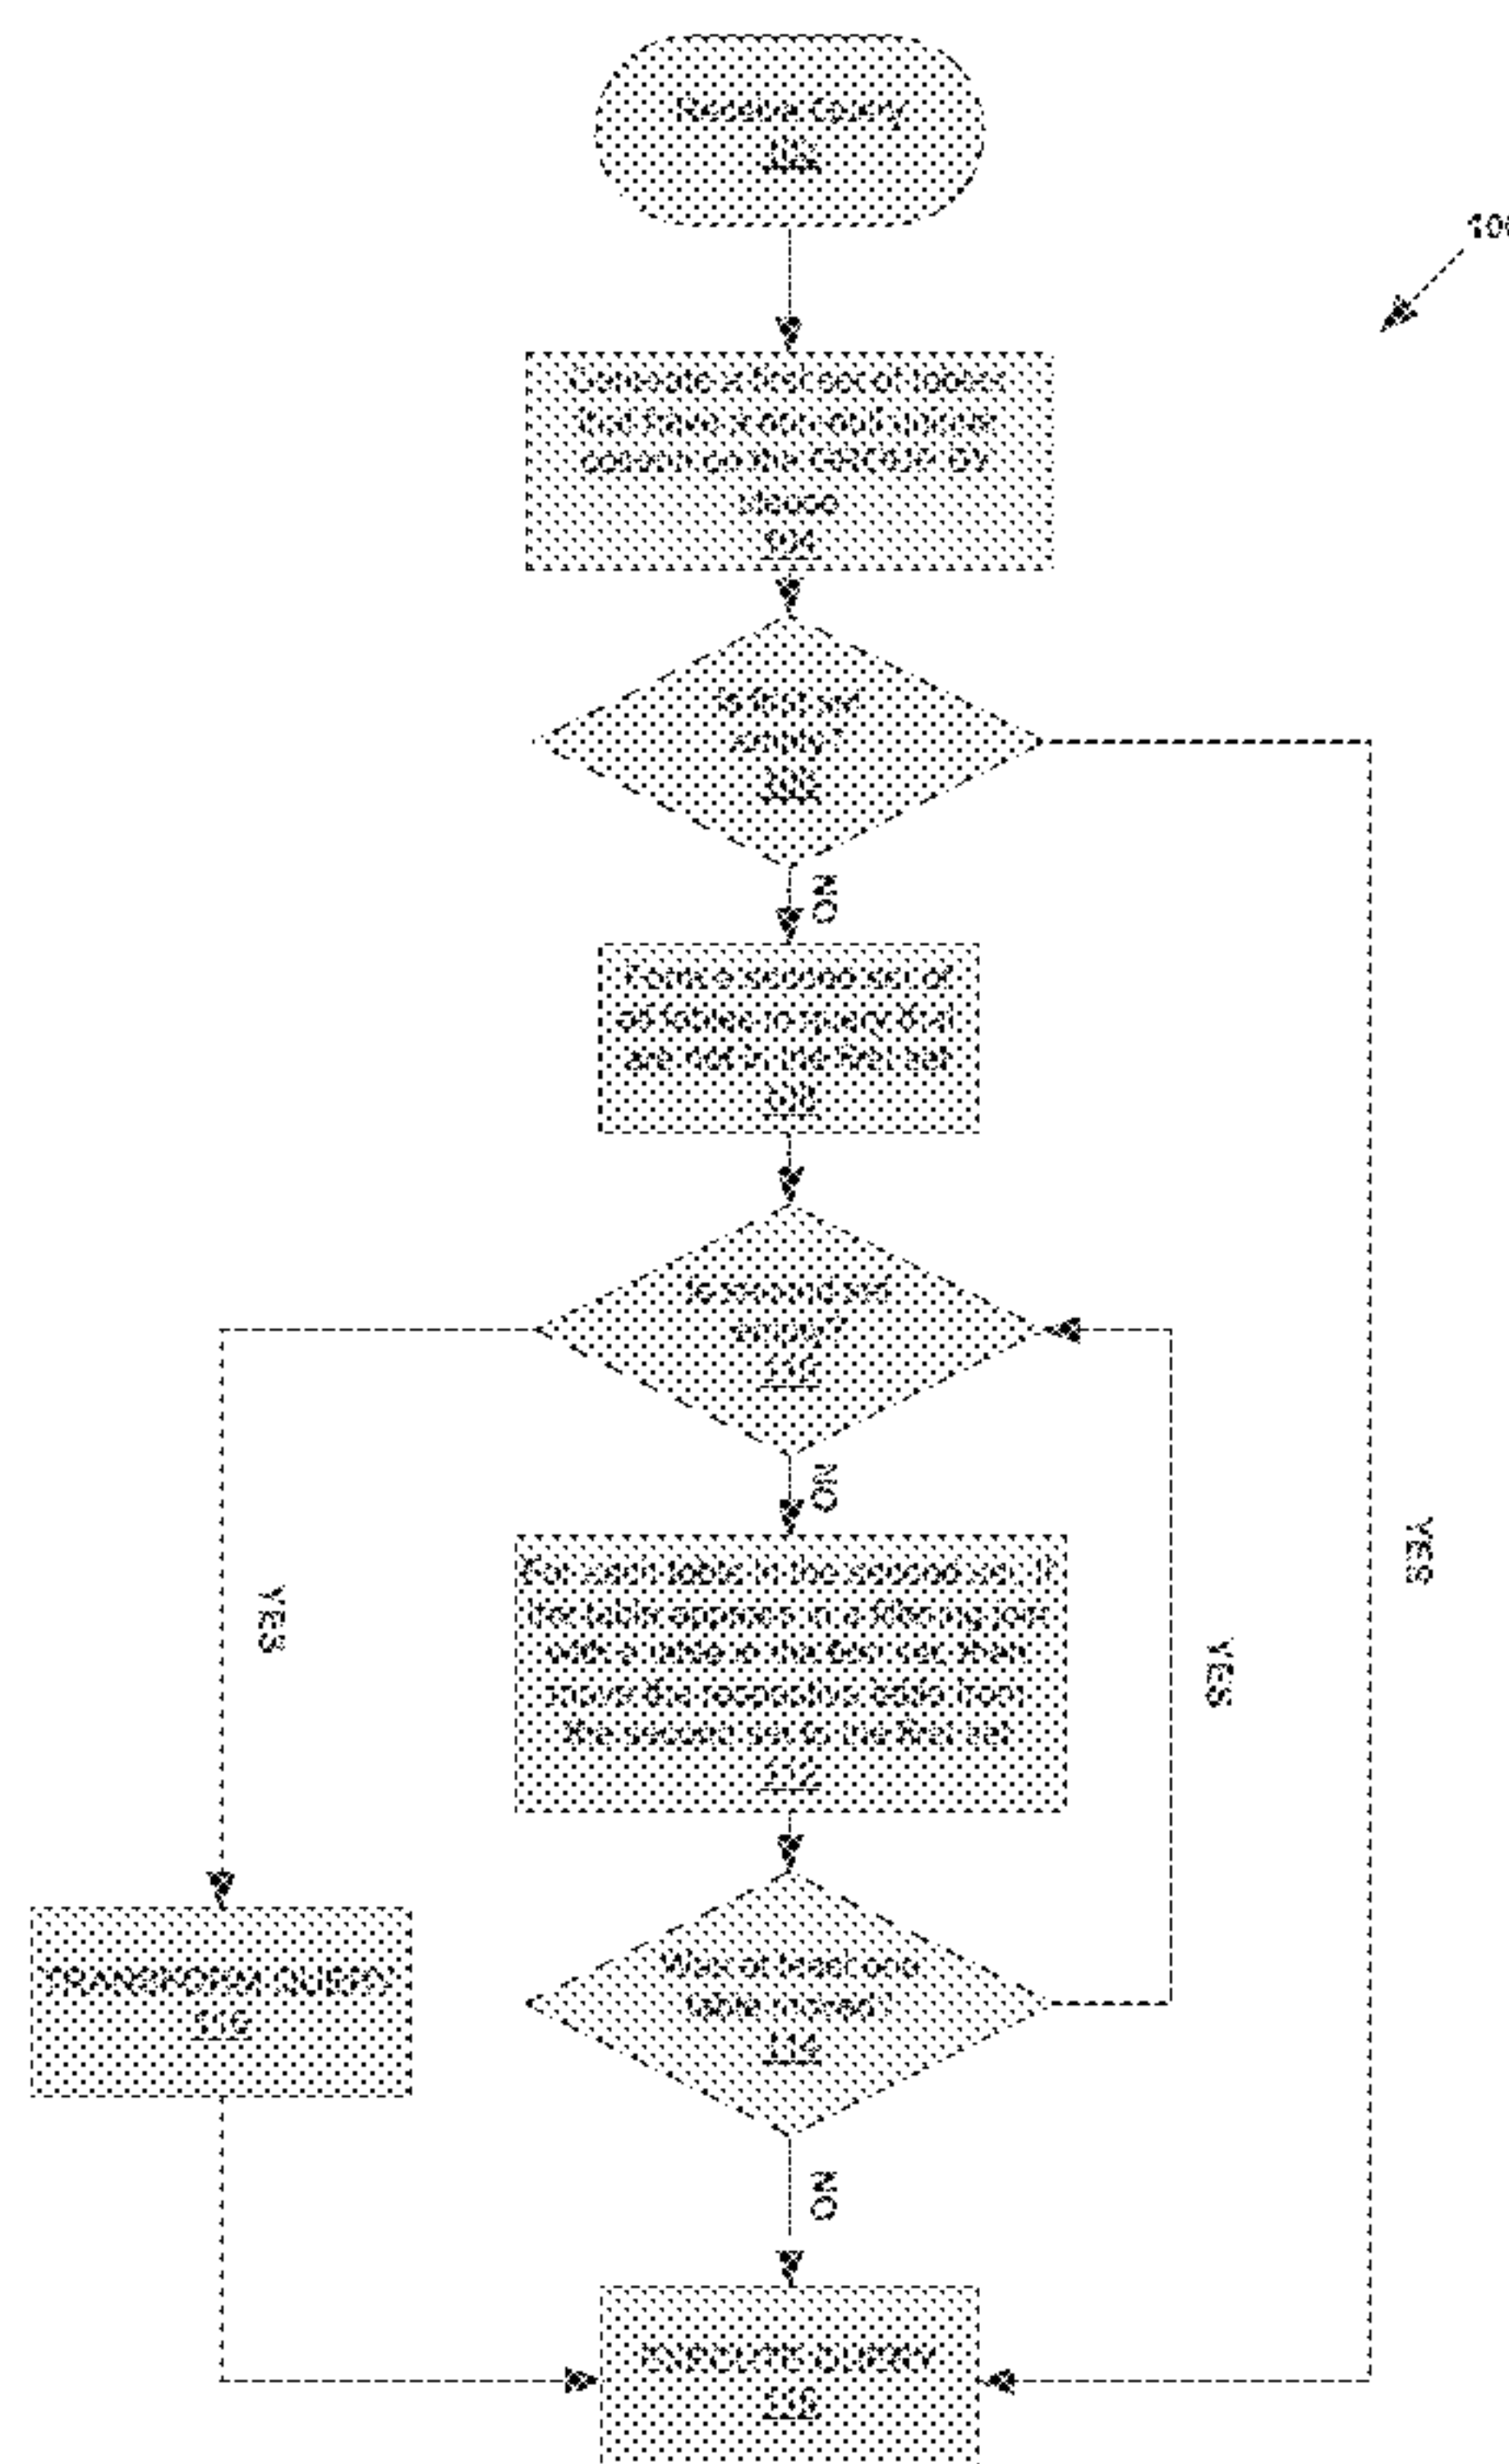 Receive Query
102
100
Generate a first set of tables
that have a non-
on the GROUP BY
clause
104
Is first set
empty?
106
NO
Form a second set of
all tables in query that
are not in the first set
108
Is second set
empty?
110
NO
For each table in the second set, if
the table appears in a filtering join
with a table in the first set, then
move the respective table from
the second set to the first set
112
YES
YES
YES
Was at least one
table moved?
114
TRANSFORM QUERY
116
NO
EXECUTE QUERY